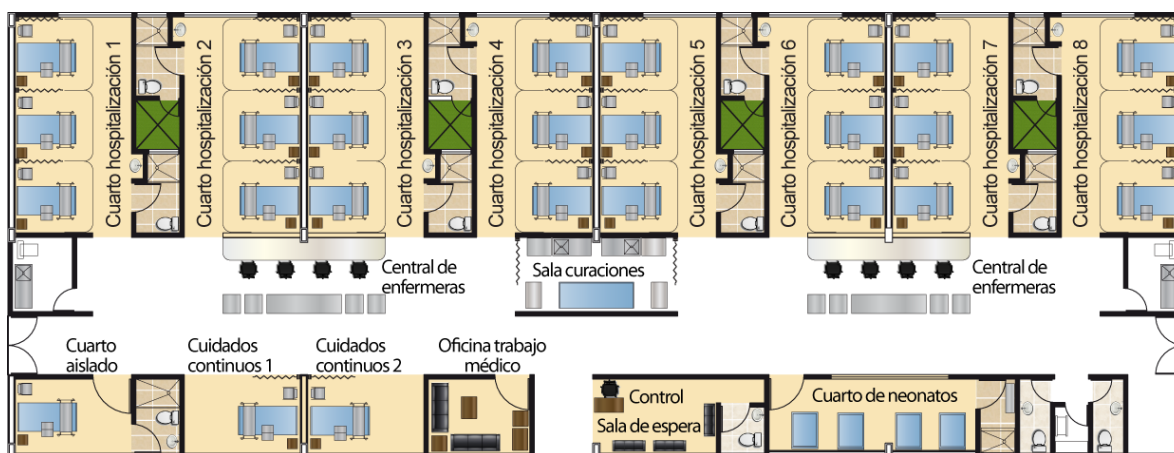 Cuarto hospitalización 1
Cuarto hospitalización 2
Cuarto hospitalización 3
Cuarto hospitalización 4
Cuarto hospitalización 5
Cuarto hospitalización 6
Cuarto hospitalización 7
Cuarto hospitalización 8
Central de
enfermeras
Sala curaciones
Central de
enfermeras
Cuarto
aislado
Cuidados
continuos 1
Cuidados
continuos 2
Oficina trabajo
médico
Control
Sala de espera
Cuarto de neonatos